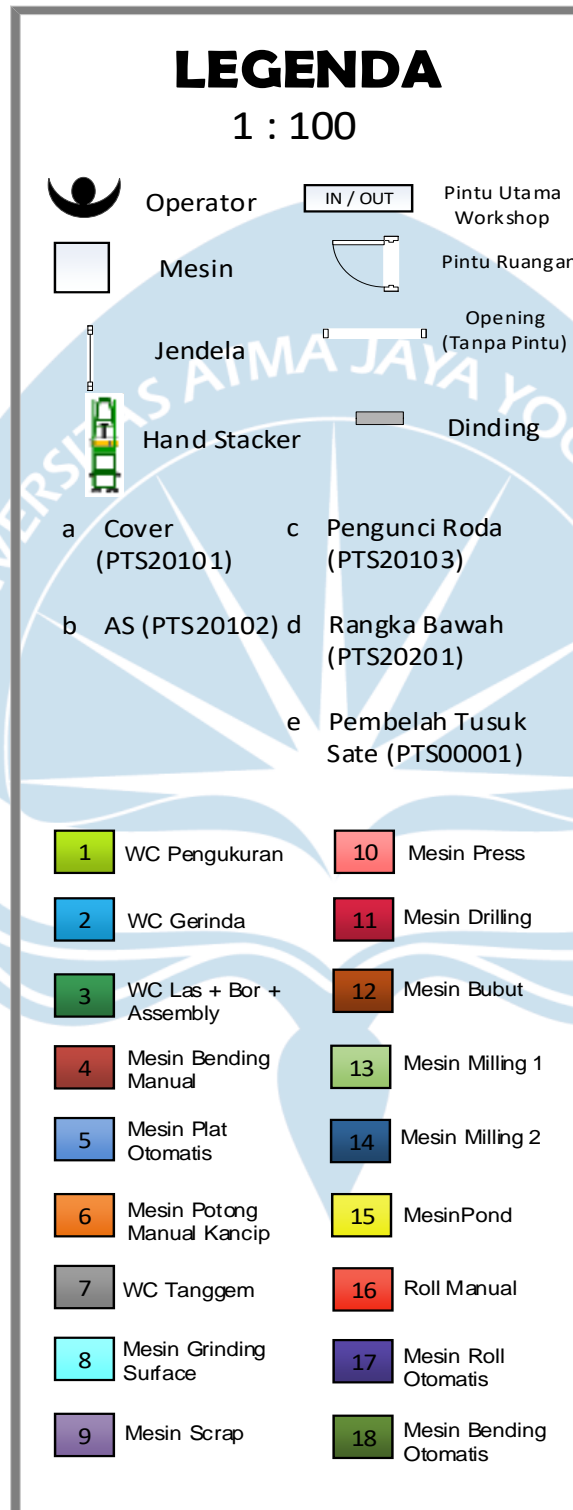 LEGENDA
1 : 100
Operator
IN / OUT
Pintu Utama
Workshop
Mesin
Pintu Ruangan
Jendela
Opening
(Tanpa Pintu)
Hand Stacker
Dinding
a Cover
(PTS20101)
c Pengunci Roda
(PTS20103)
b AS (PTS20102)
d Rangka Bawah
(PTS20201)
e Pembelah Tusuk
Sate (PTS00001)
1 WC Pengukuran
10 Mesin Press
2 WC Gerinda
11 Mesin Drilling
3 WC Las + Bor +
Assembly
12 Mesin Bubut
4 Mesin Bending
Manual
13 Mesin Milling 1
5 Mesin Plat
Otomatis
14 Mesin Milling 2
6 Mesin Potong
Manual Kancip
15 MesinPond
7 WC Tanggem
16 Roll Manual
8 Mesin Grinding
Surface
17 Mesin Roll
Otomatis
9 Mesin Scrap
18 Mesin Bending
Otomatis
ERSITAS ATMA JAYA YOG